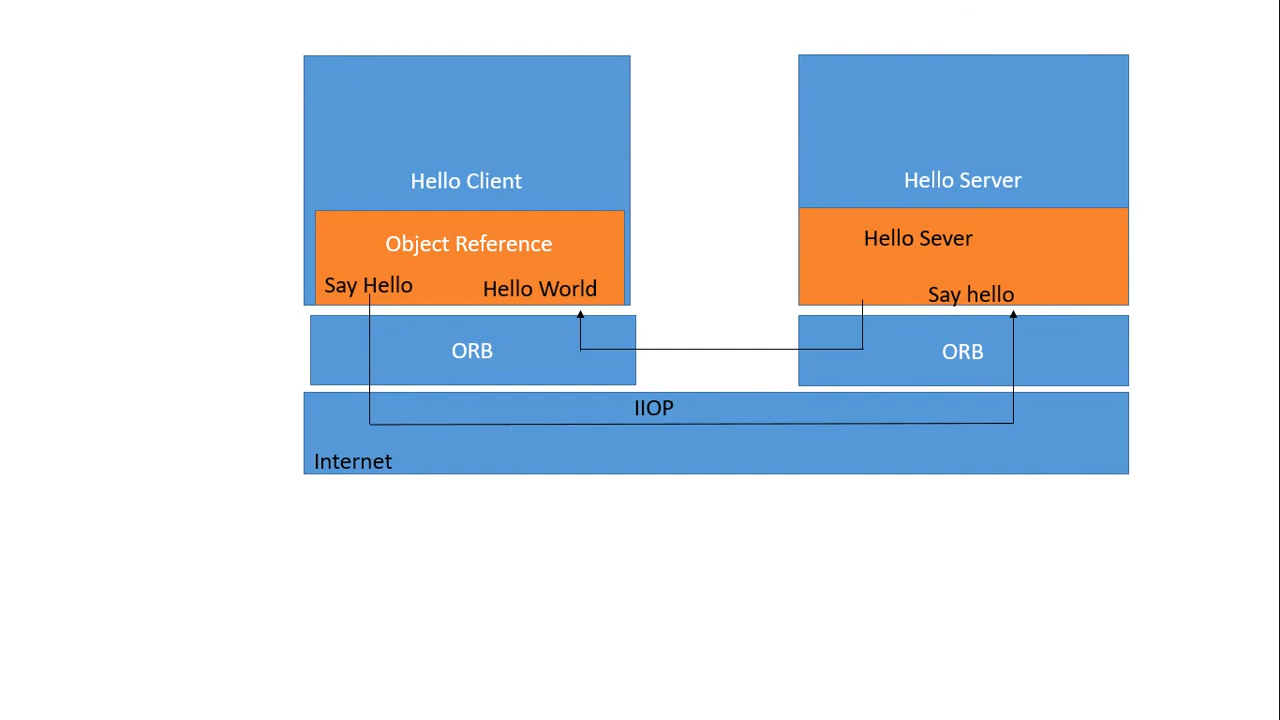 Hello Client
Hello Server
Object Reference
Hello Sever
Say Hello
Hello World
Say hello
ORB
ORB
IIOP
Internet